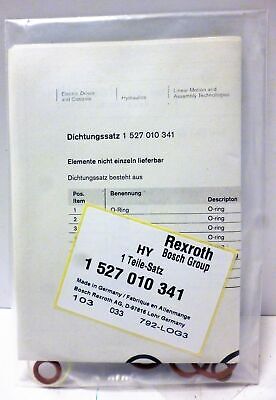 Electric Drives
and Controls
Hydraulics
Linear Motion and
Assembly Technologies
Dichtungssatz 1 527 010 341
Elemente nicht einzeln lieferbar
Dichtungssatz besteht aus
Pos. Benennung
Item Descripton
1 O-Ring O-ring
2 O-ring
3 O-ring
O-ring
O-ring
Rexroth
HY Bosch Group
1 Teile-Satz
1 527 010 341
Made in Germany / Fabrique en Allemagne
Bosch Rexroth AG, D-97816 Lohr Germany
103 033 792-LOG3